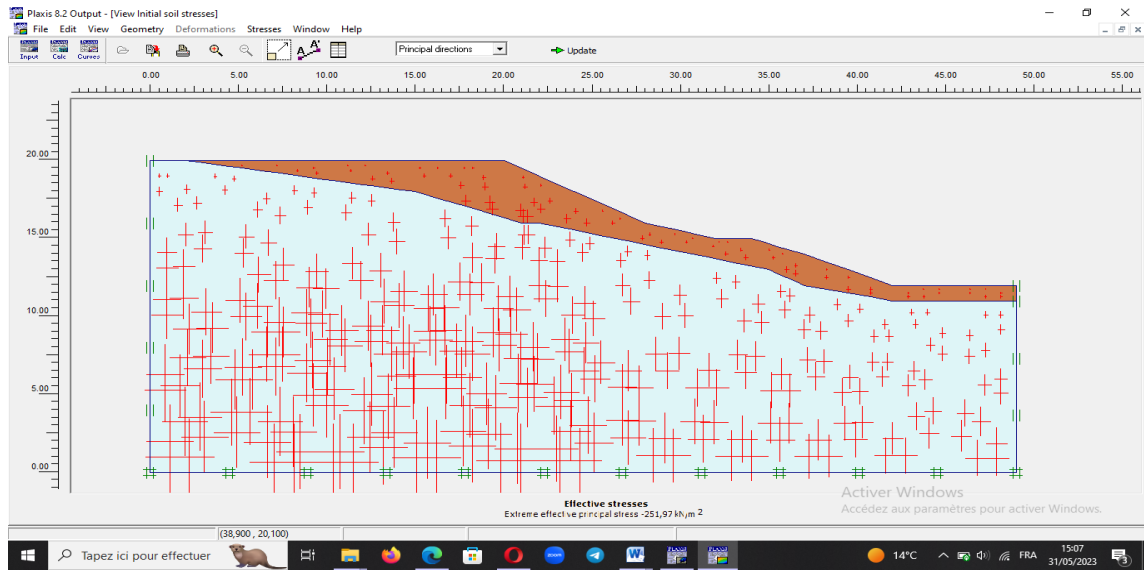 Plaxis 8.2 Output - [View Initial soil stresses]
File Edit View Geometry Deformations Stresses Window Help
Input Calc Curves Principal directions Update
0.00 5.00 10.00 15.00 20.00 25.00 30.00 35.00 40.00 45.00 50.00 55.00
20.00
15.00
10.00
5.00
0.00
Activer Windows
Accédez aux paramètres pour activer Windows.
Effective stresses
Extreme effective principal stress -251,97 kN/m 2
(38,900 , 20,100)
Tapez ici pour effectuer
14°C FRA
15:07
31/05/2023
3